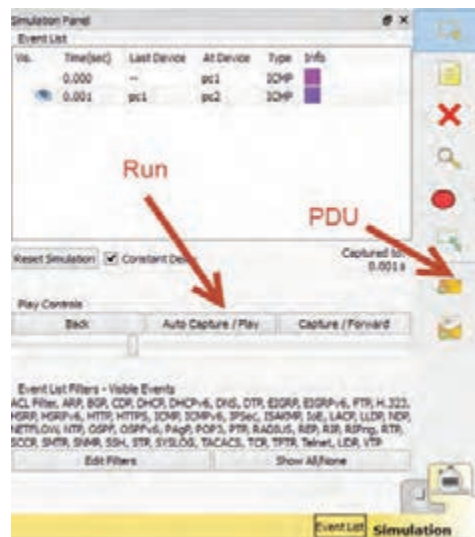 Simulation Panel
Event List
Vis. Time(sec) Last Device At Device Type Info
0.000 -- pc1 ICMP
0.001 pc1 pc2 ICMP
Run
PDU
Reset Simulation Constant De
Captured to:
0.001 s
Play Controls
Back Auto Capture / Play Capture / Forward
Event List Filters - Visible Events
ACL Filter, ARP, BGP, CDP, DHCP, DHCPv6, DNS, DTP, EIGRP, EIGRPv6, FTP, H.323,
HSRP, HSRPv6, HTTP, HTTPS, ICMP, ICMPv6, IPSec, ISAKMP, IoE, LACP, LLDP, NDP,
NETFLOW, NTP, OSPF, OSPFv6, PAgP, POP3, PTP, RADIUS, REP, RIP, RIPng, RTP,
SCCP, SMTP, SNMP, SSH, STP, SYSLOG, TACACS, TCP, TFTP, Telnet, UDP, VTP
Edit Filters Show All/None
Event List Simulation